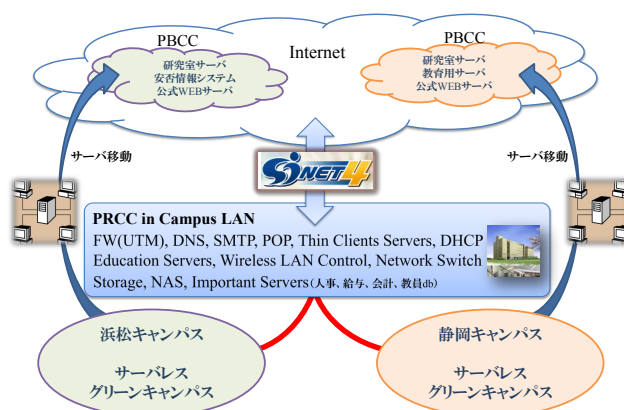 PBCC
Internet
PBCC
研究室サーバ
安否情報システム
公式WEBサーバ
研究室サーバ
教育用サーバ
公式WEBサーバ
サーバ移動
サーバ移動
SINET4
PRCC in Campus LAN
FW(UTM), DNS, SMTP, POP, Thin Clients Servers, DHCP
Education Servers, Wireless LAN Control, Network Switch
Storage, NAS, Important Servers(人事、給与、会計、教員db)
浜松キャンパス
サーバレス
グリーンキャンパス
静岡キャンパス
サーバレス
グリーンキャンパス